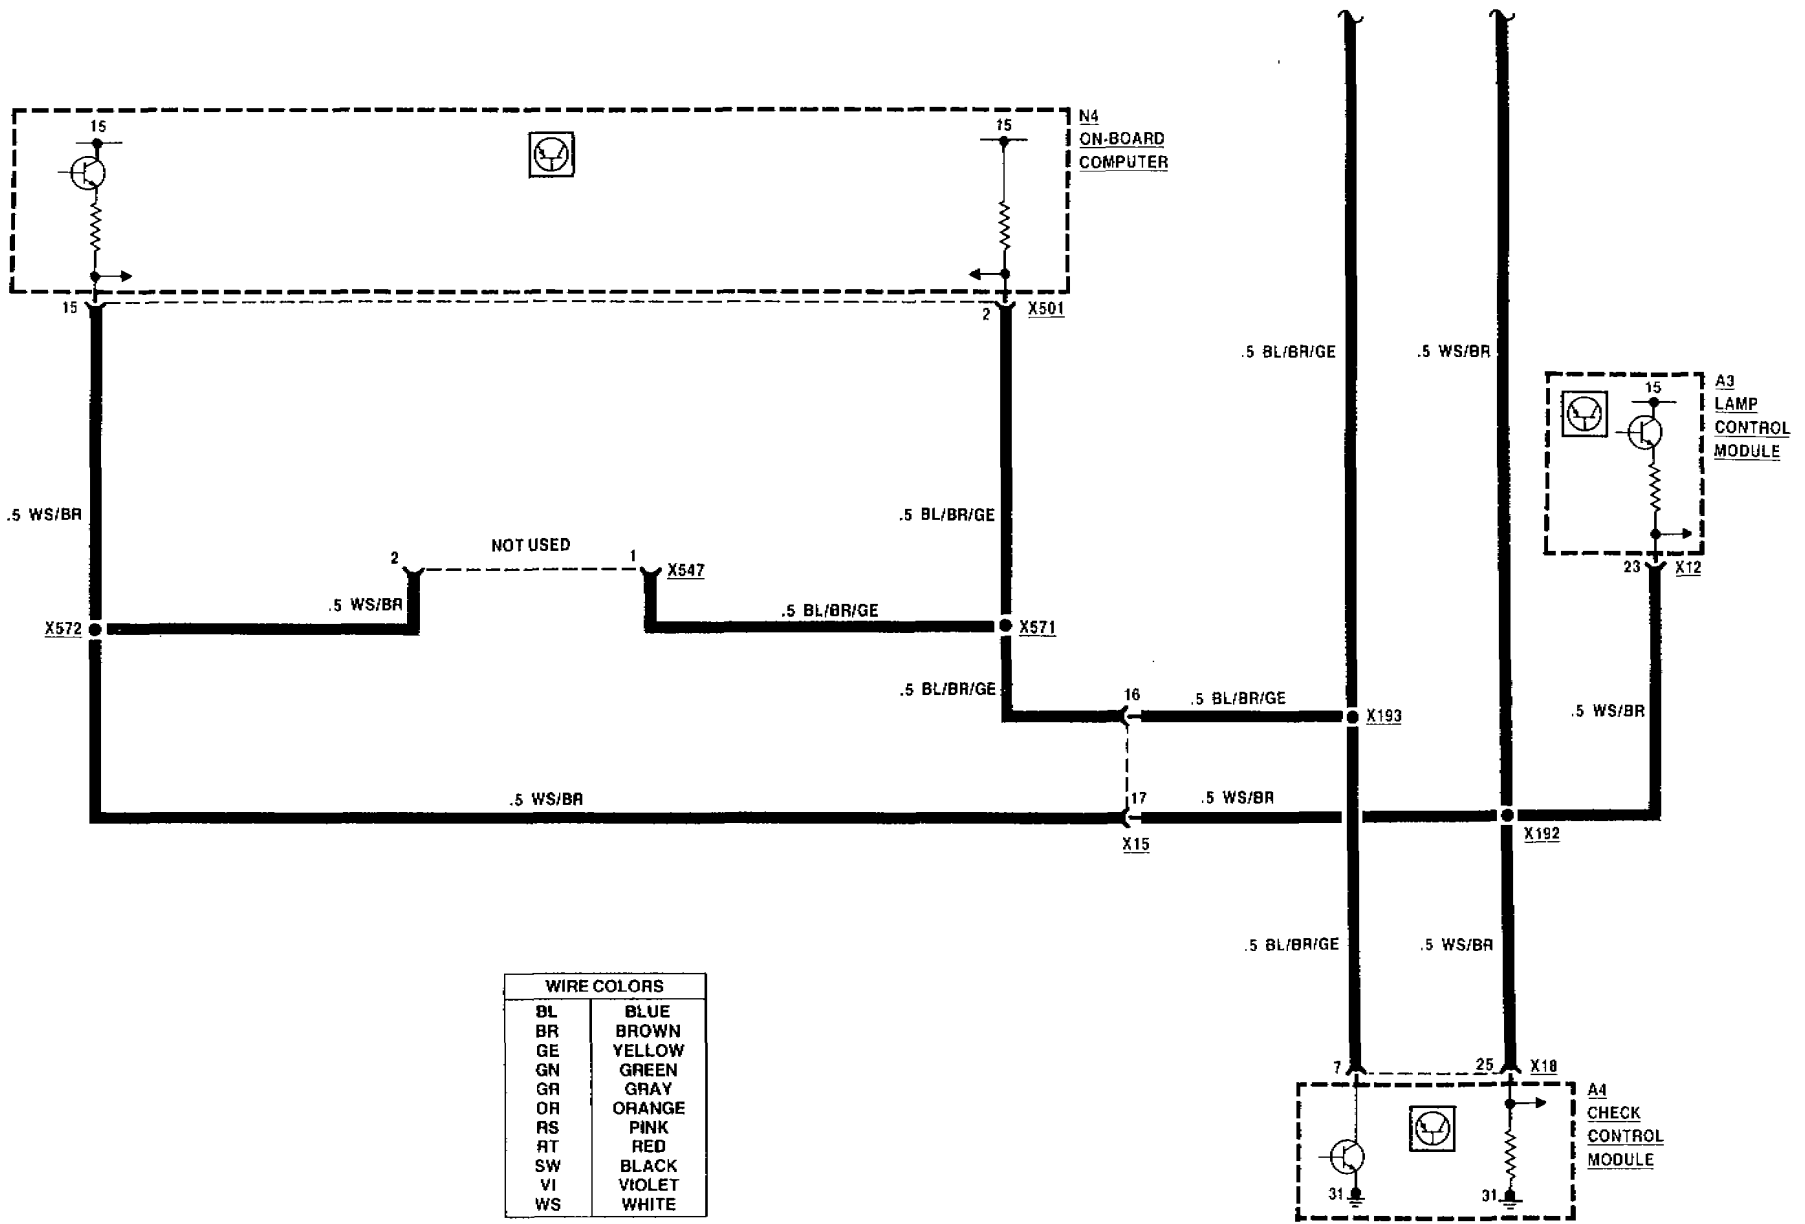 N4
ON-BOARD
COMPUTER
15
15
15
2
X501
.5 BL/BR/GE
.5 WS/BR
15
A3
LAMP
CONTROL
MODULE
.5 WS/BR
.5 BL/BR/GE
NOT USED
2
1
X547
23
X12
.5 WS/BR
.5 BL/BR/GE
X572
X571
.5 BL/BR/GE
16
.5 BL/BR/GE
X193
.5 WS/BR
.5 WS/BR
17
.5 WS/BR
X15
X192
.5 BL/BR/GE
.5 WS/BR
WIRE COLORS
BL BLUE
BR BROWN
GE YELLOW
GN GREEN
GR GRAY
OR ORANGE
RS PINK
RT RED
SW BLACK
VI VIOLET
WS WHITE
7
25
X18
A4
CHECK
CONTROL
MODULE
31
31